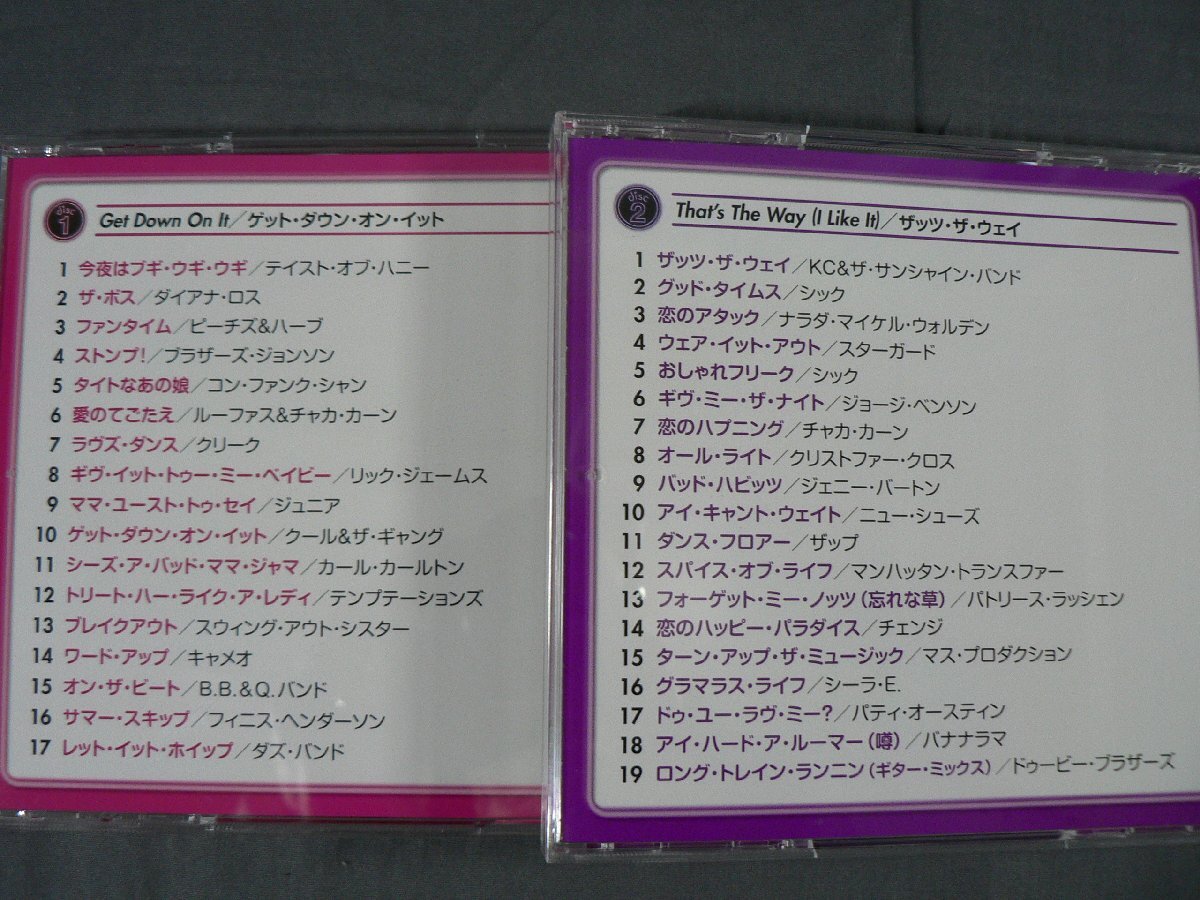 disc 1 Get Down On It/ゲット・ダウン・オン・イット
1 今夜はブギ・ウギ・ウギ/テイスト・オブ・ハニー
2 ザ・ボス/ダイアナ・ロス
3 ファンタイム/ピーチズ&ハーブ
4 ストンプ!/ブラザーズ・ジョンソン
5 タイトなあの娘/コン・ファンク・シャン
6 愛のてごたえ/ルーファス&チャカ・カーン
7 ラヴズ・ダンス/クリーク
8 ギヴ・イット・トゥー・ミー・ベイビー/リック・ジェームス
9 ママ・ユースト・トゥ・セイ/ジュニア
10 ゲット・ダウン・オン・イット/クール&ザ・ギャング
11 シーズ・ア・バッド・ママ・ジャマ/カール・カールトン
12 トリート・ハー・ライク・ア・レディ/テンプテーションズ
13 ブレイクアウト/スウィング・アウト・シスター
14 ワード・アップ/キャメオ
15 オン・ザ・ビート/B.B.&Q.バンド
16 サマー・スキップ/フィニス・ヘンダーソン
17 レット・イット・ホイップ/ダズ・バンド
disc 2 That's The Way (I Like It)/ザッツ・ザ・ウェイ
1 ザッツ・ザ・ウェイ/KC&ザ・サンシャイン・バンド
2 グッド・タイムス/シック
3 恋のアタック/ナラダ・マイケル・ウォルデン
4 ウェア・イット・アウト/スターガード
5 おしゃれフリーク/シック
6 ギヴ・ミー・ザ・ナイト/ジョージ・ベンソン
7 恋のハプニング/チャカ・カーン
8 オール・ライト/クリストファー・クロス
9 バッド・ハビッツ/ジェニー・バートン
10 アイ・キャント・ウェイト/ニュー・シューズ
11 ダンス・フロアー/ザップ
12 スパイス・オブ・ライフ/マンハッタン・トランスファー
13 フォーゲット・ミー・ノッツ(忘れな草)/パトリース・ラッシェン
14 恋のハッピー・パラダイス/チェンジ
15 ターン・アップ・ザ・ミュージック/マス・プロダクション
16 グラマラス・ライフ/シーラ・E.
17 ドゥ・ユー・ラヴ・ミー?/パティ・オースティン
18 アイ・ハード・ア・ルーマー(噂)/バナナラマ
19 ロング・トレイン・ランニン(ギター・ミックス)/ドゥービー・ブラザーズ